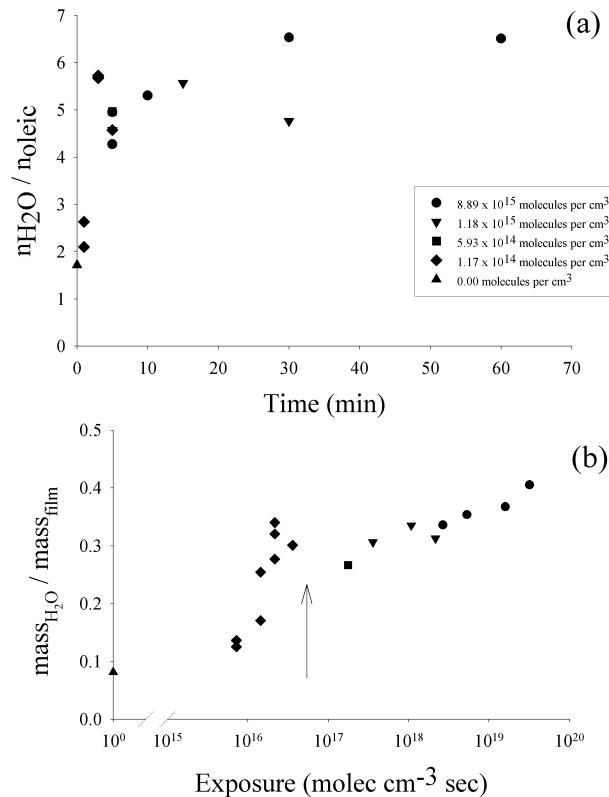 (a)
7
6
5
4
3
2
1
0
nH2O / noleic
0 10 20 30 40 50 60 70
Time (min)
8.89 x 10^15 molecules per cm^3
1.18 x 10^15 molecules per cm^3
5.93 x 10^14 molecules per cm^3
1.17 x 10^14 molecules per cm^3
0.00 molecules per cm^3
(b)
0.5
0.4
0.3
0.2
0.1
0.0
massH2O / massfilm
10^0 10^15 10^16 10^17 10^18 10^19 10^20
Exposure (molec cm^-3 sec)